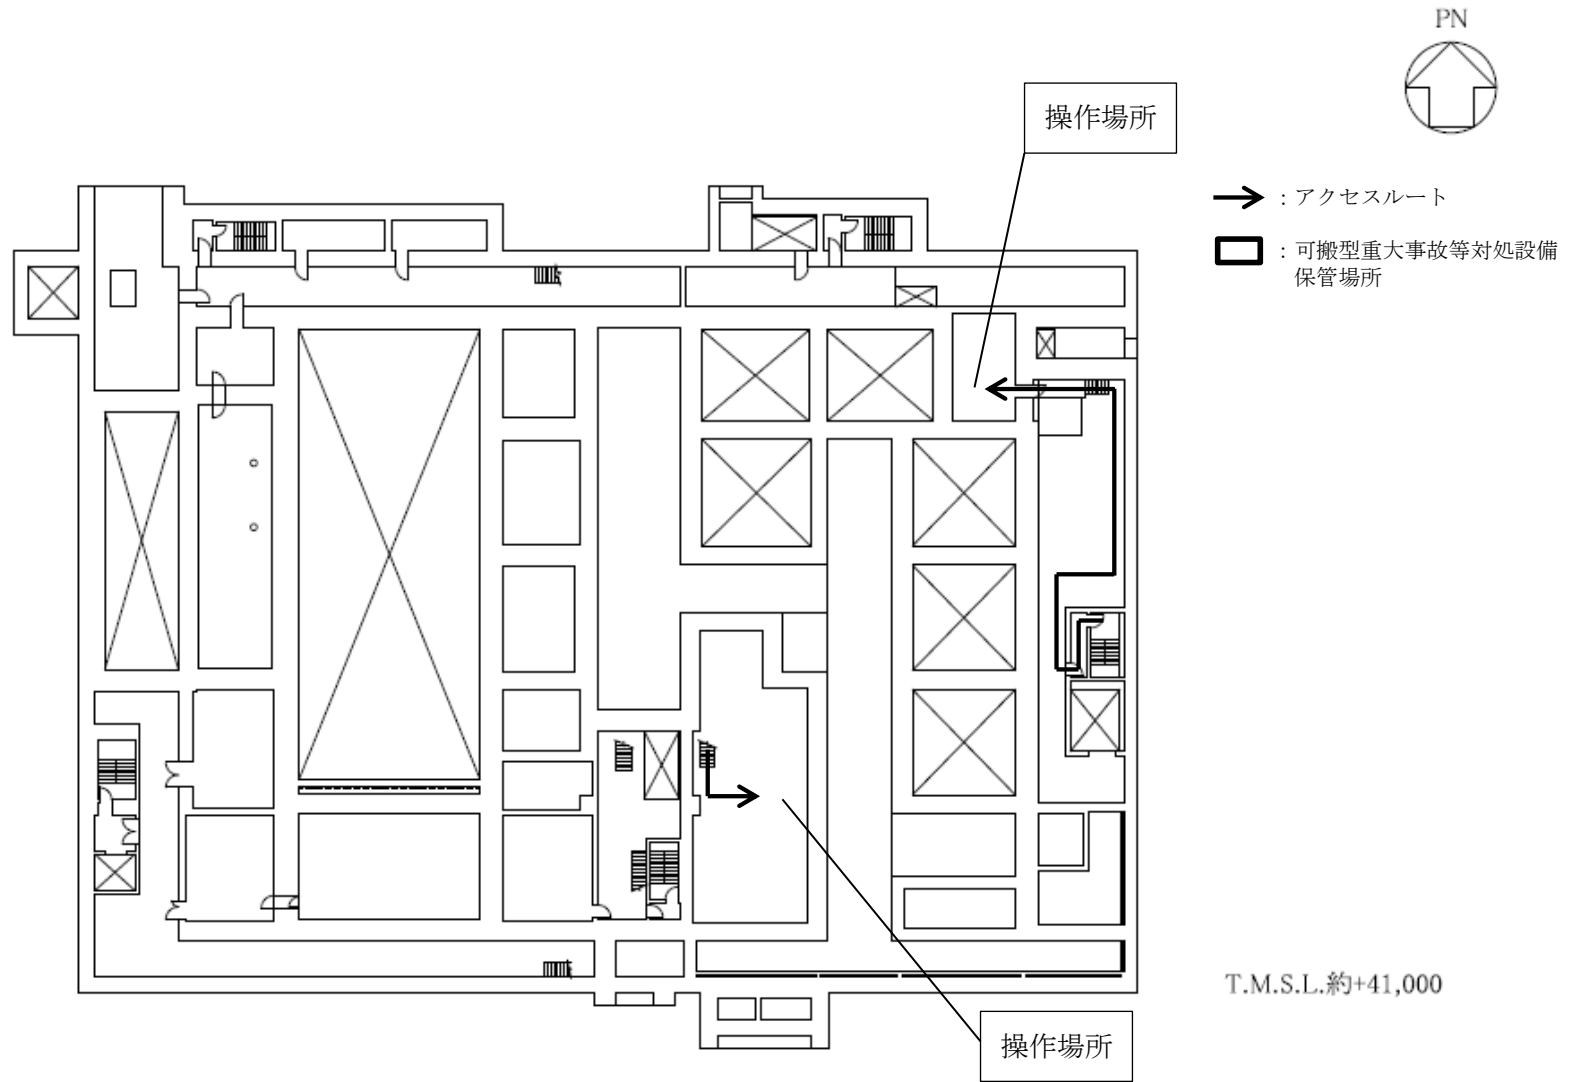 PN
操作場所
：アクセスルート
：可搬型重大事故等対処設備
保管場所
T.M.S.L.約+41,000
操作場所